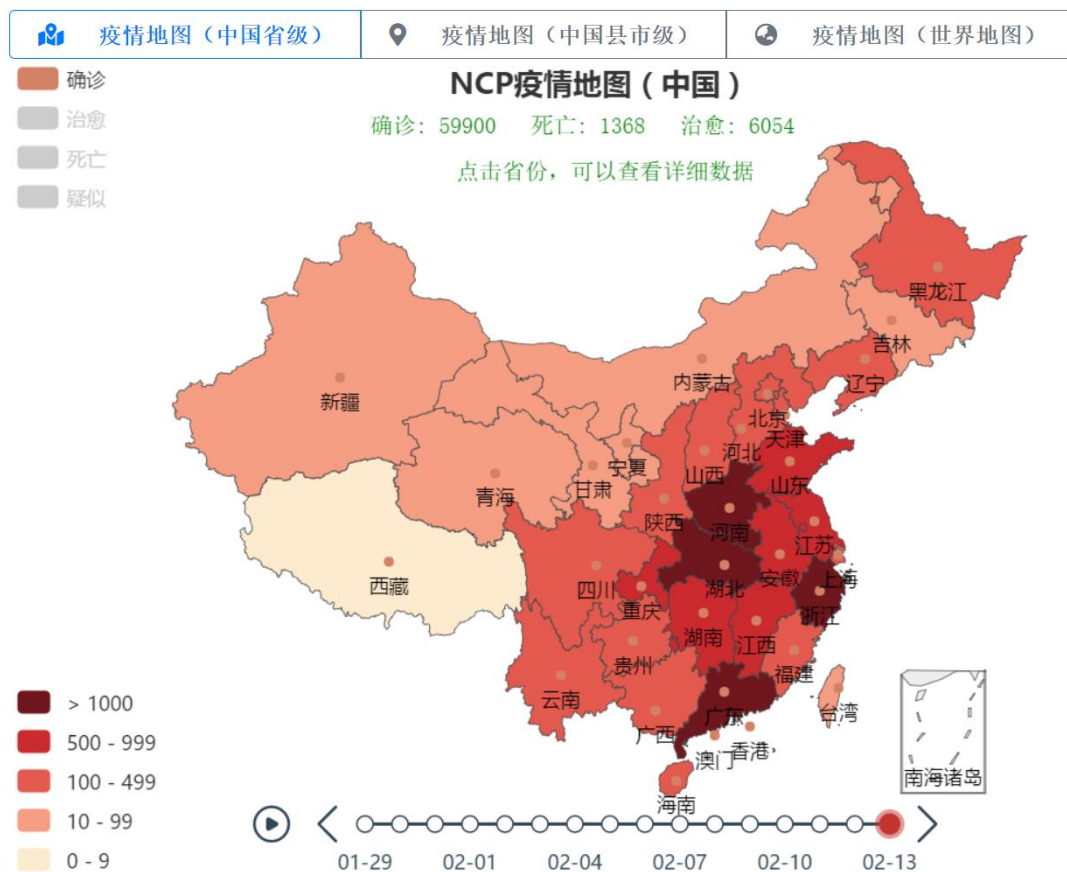 疫情地图（中国省级）
疫情地图（中国县市级）
疫情地图（世界地图）
确诊
治愈
死亡
疑似
NCP疫情地图（中国）
确诊: 59900 死亡: 1368 治愈: 6054
点击省份，可以查看详细数据
黑龙江
吉林
辽宁
内蒙古
新疆
北京
天津
河北
宁夏
山西
山东
青海
甘肃
陕西
河南
江苏
西藏
四川
湖北
安徽
上海
重庆
浙江
湖南
江西
贵州
福建
云南
广东
台湾
广西
香港
澳门
海南
南海诸岛
> 1000
500 - 999
100 - 499
10 - 99
0 - 9
01-29 02-01 02-04 02-07 02-10 02-13